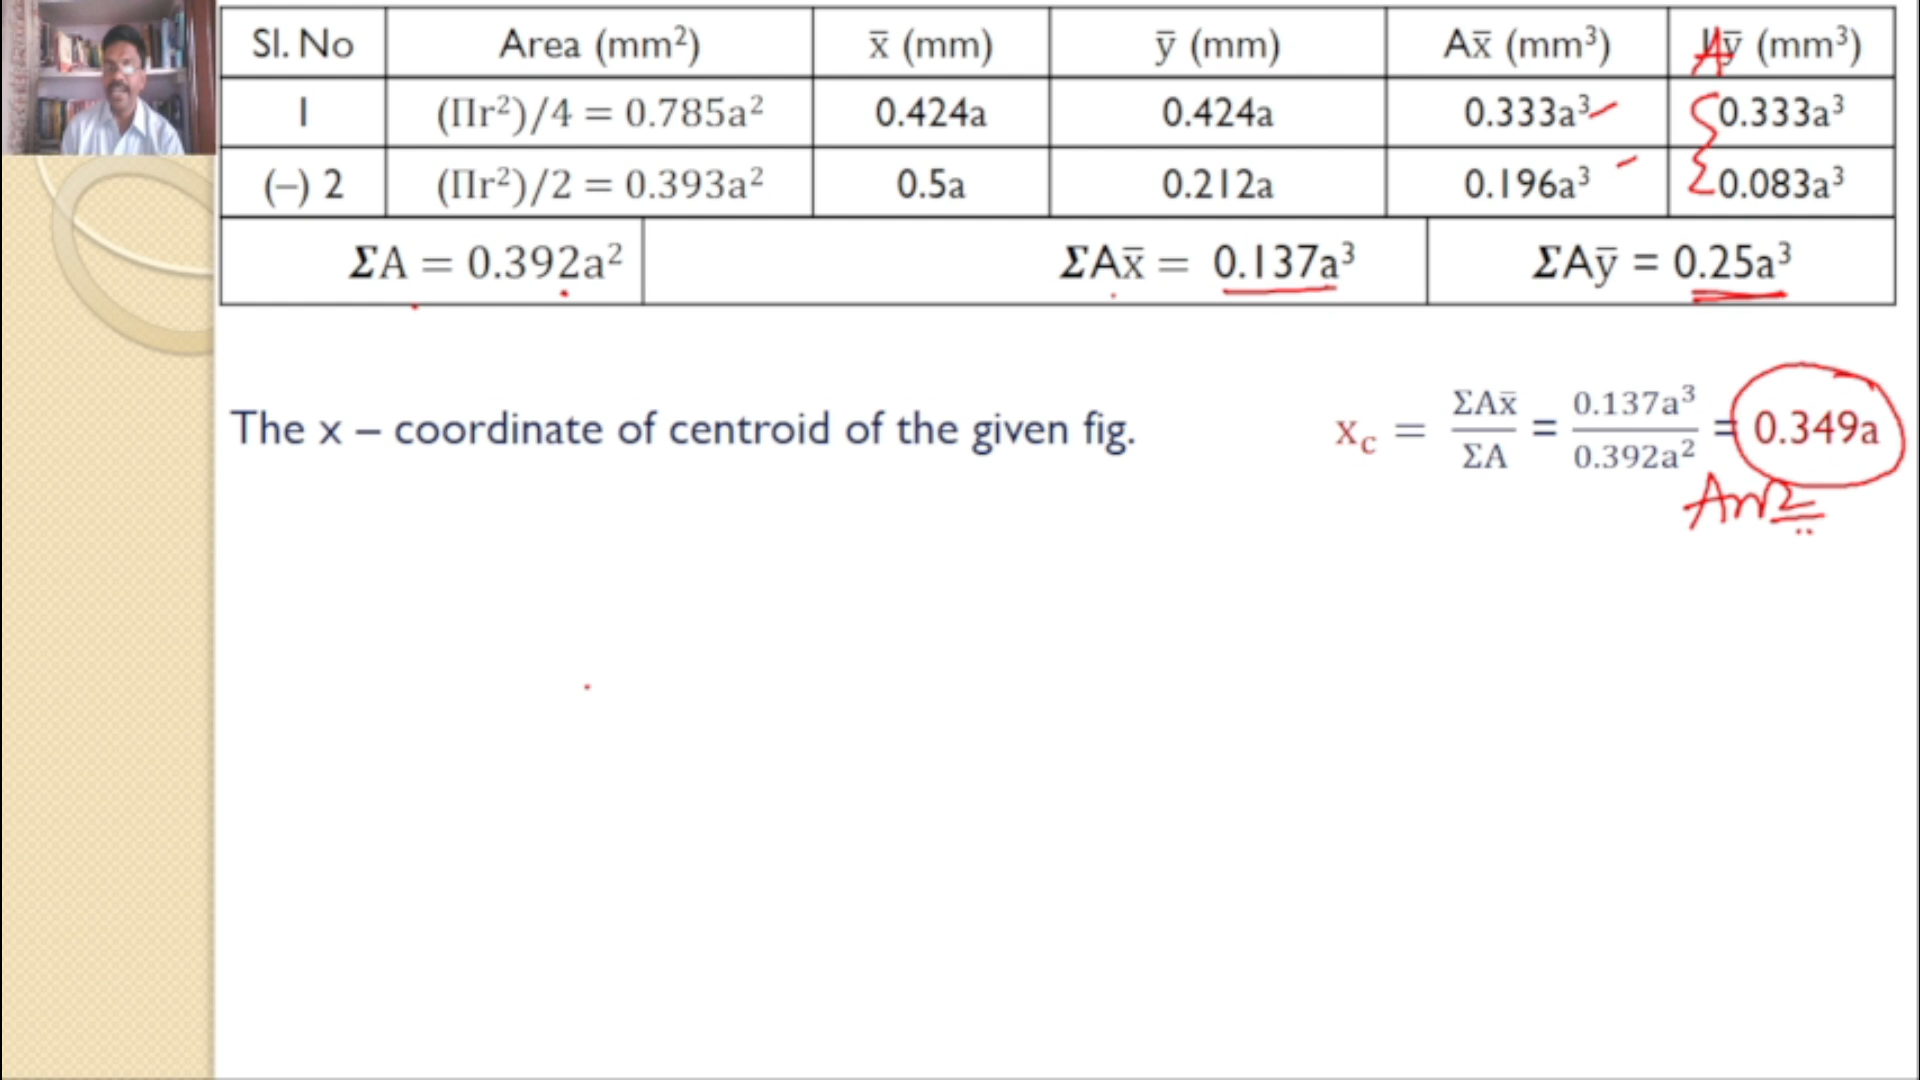 Sl. No Area (mm²) x̄ (mm) ȳ (mm) Ax̄ (mm³) Aȳ (mm³)
1 (Πr²)/4 = 0.785a² 0.424a 0.424a 0.333a³ 0.333a³
(–) 2 (Πr²)/2 = 0.393a² 0.5a 0.212a 0.196a³ 0.083a³
ΣA = 0.392a² ΣAx̄ = 0.137a³ ΣAȳ = 0.25a³
The x – coordinate of centroid of the given fig. x_c = ΣAx̄/ΣA = 0.137a³/0.392a² = 0.349a
Ans